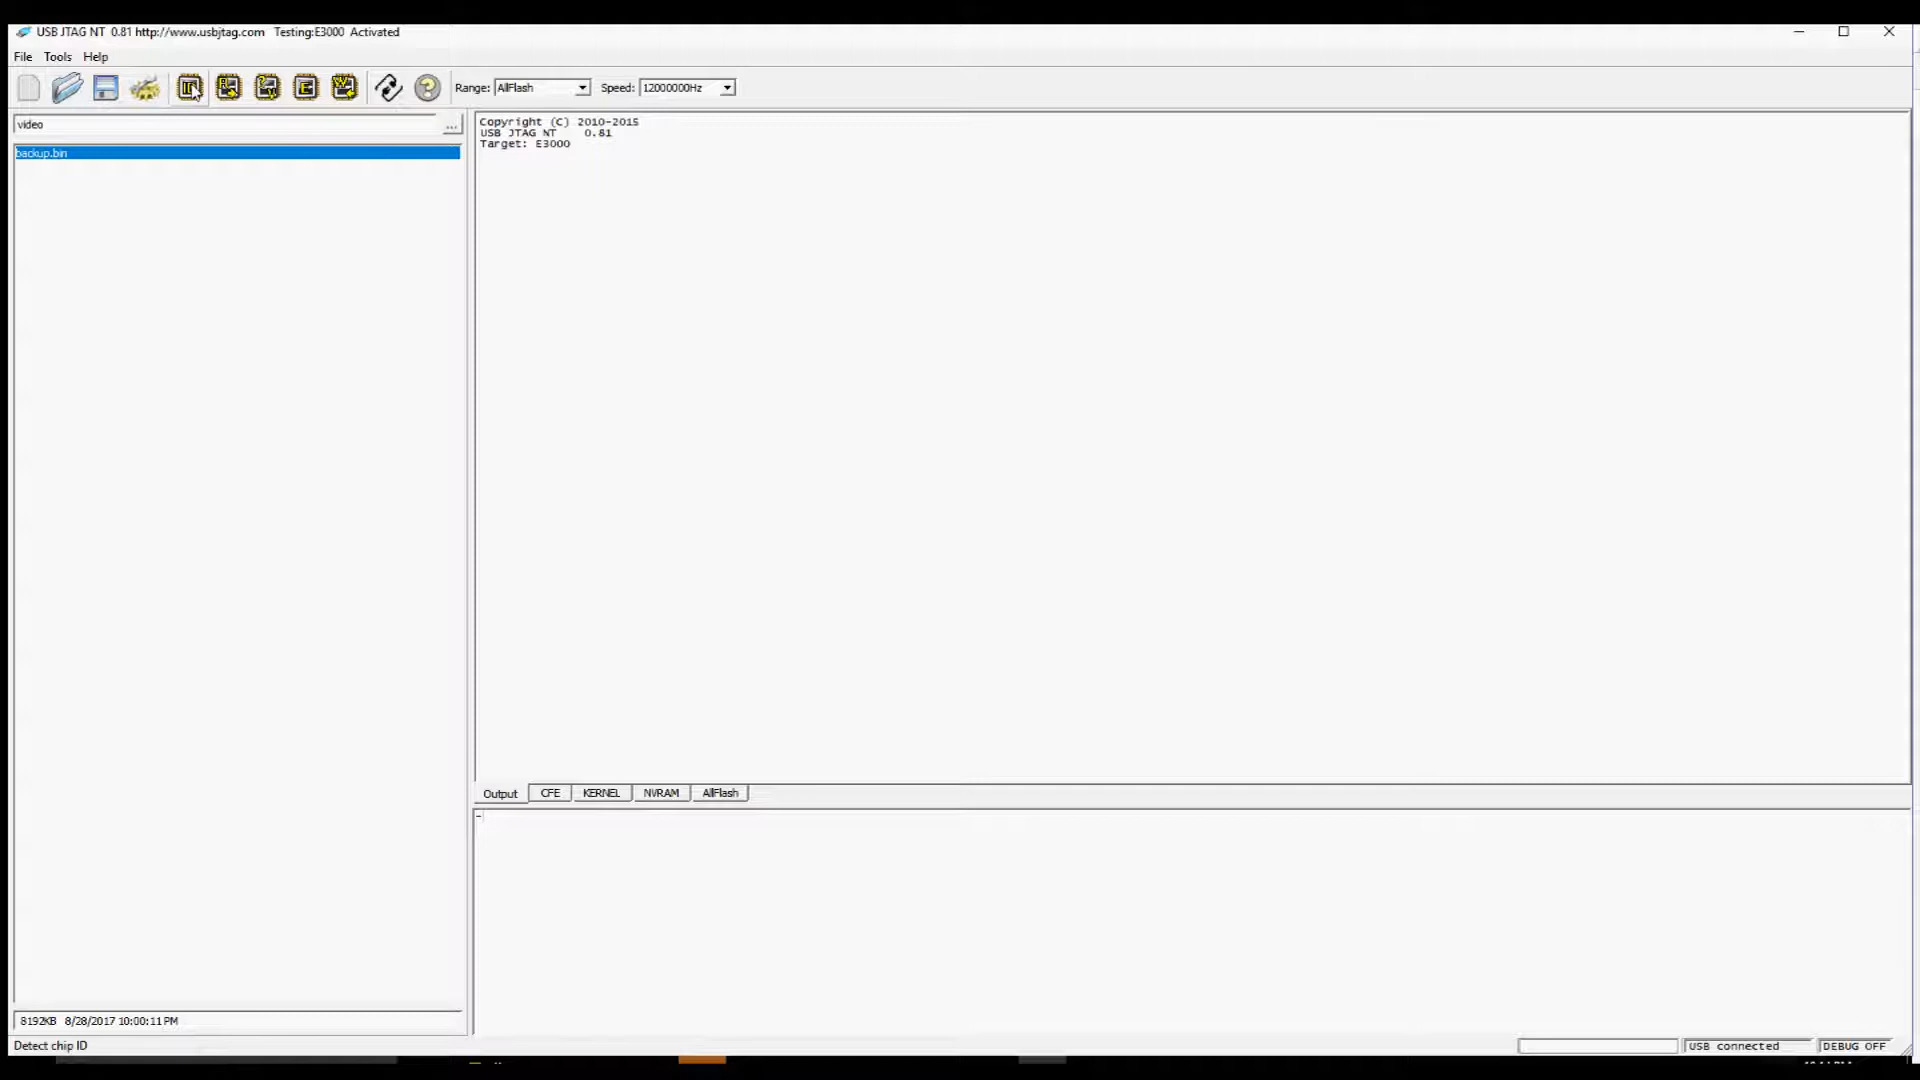 USB JTAG NT 0.81 http://www.usbjtag.com Testing:E3000 Activated
File Tools Help
Range: AllFlash Speed: 12000000Hz
video
...
backup.bin
Copyright (C) 2010-2015
USB JTAG NT 0.81
Target: E3000
Output CFE KERNEL NVRAM AllFlash
-
8192KB 8/28/2017 10:00:11 PM
Detect chip ID
USB connected
DEBUG OFF